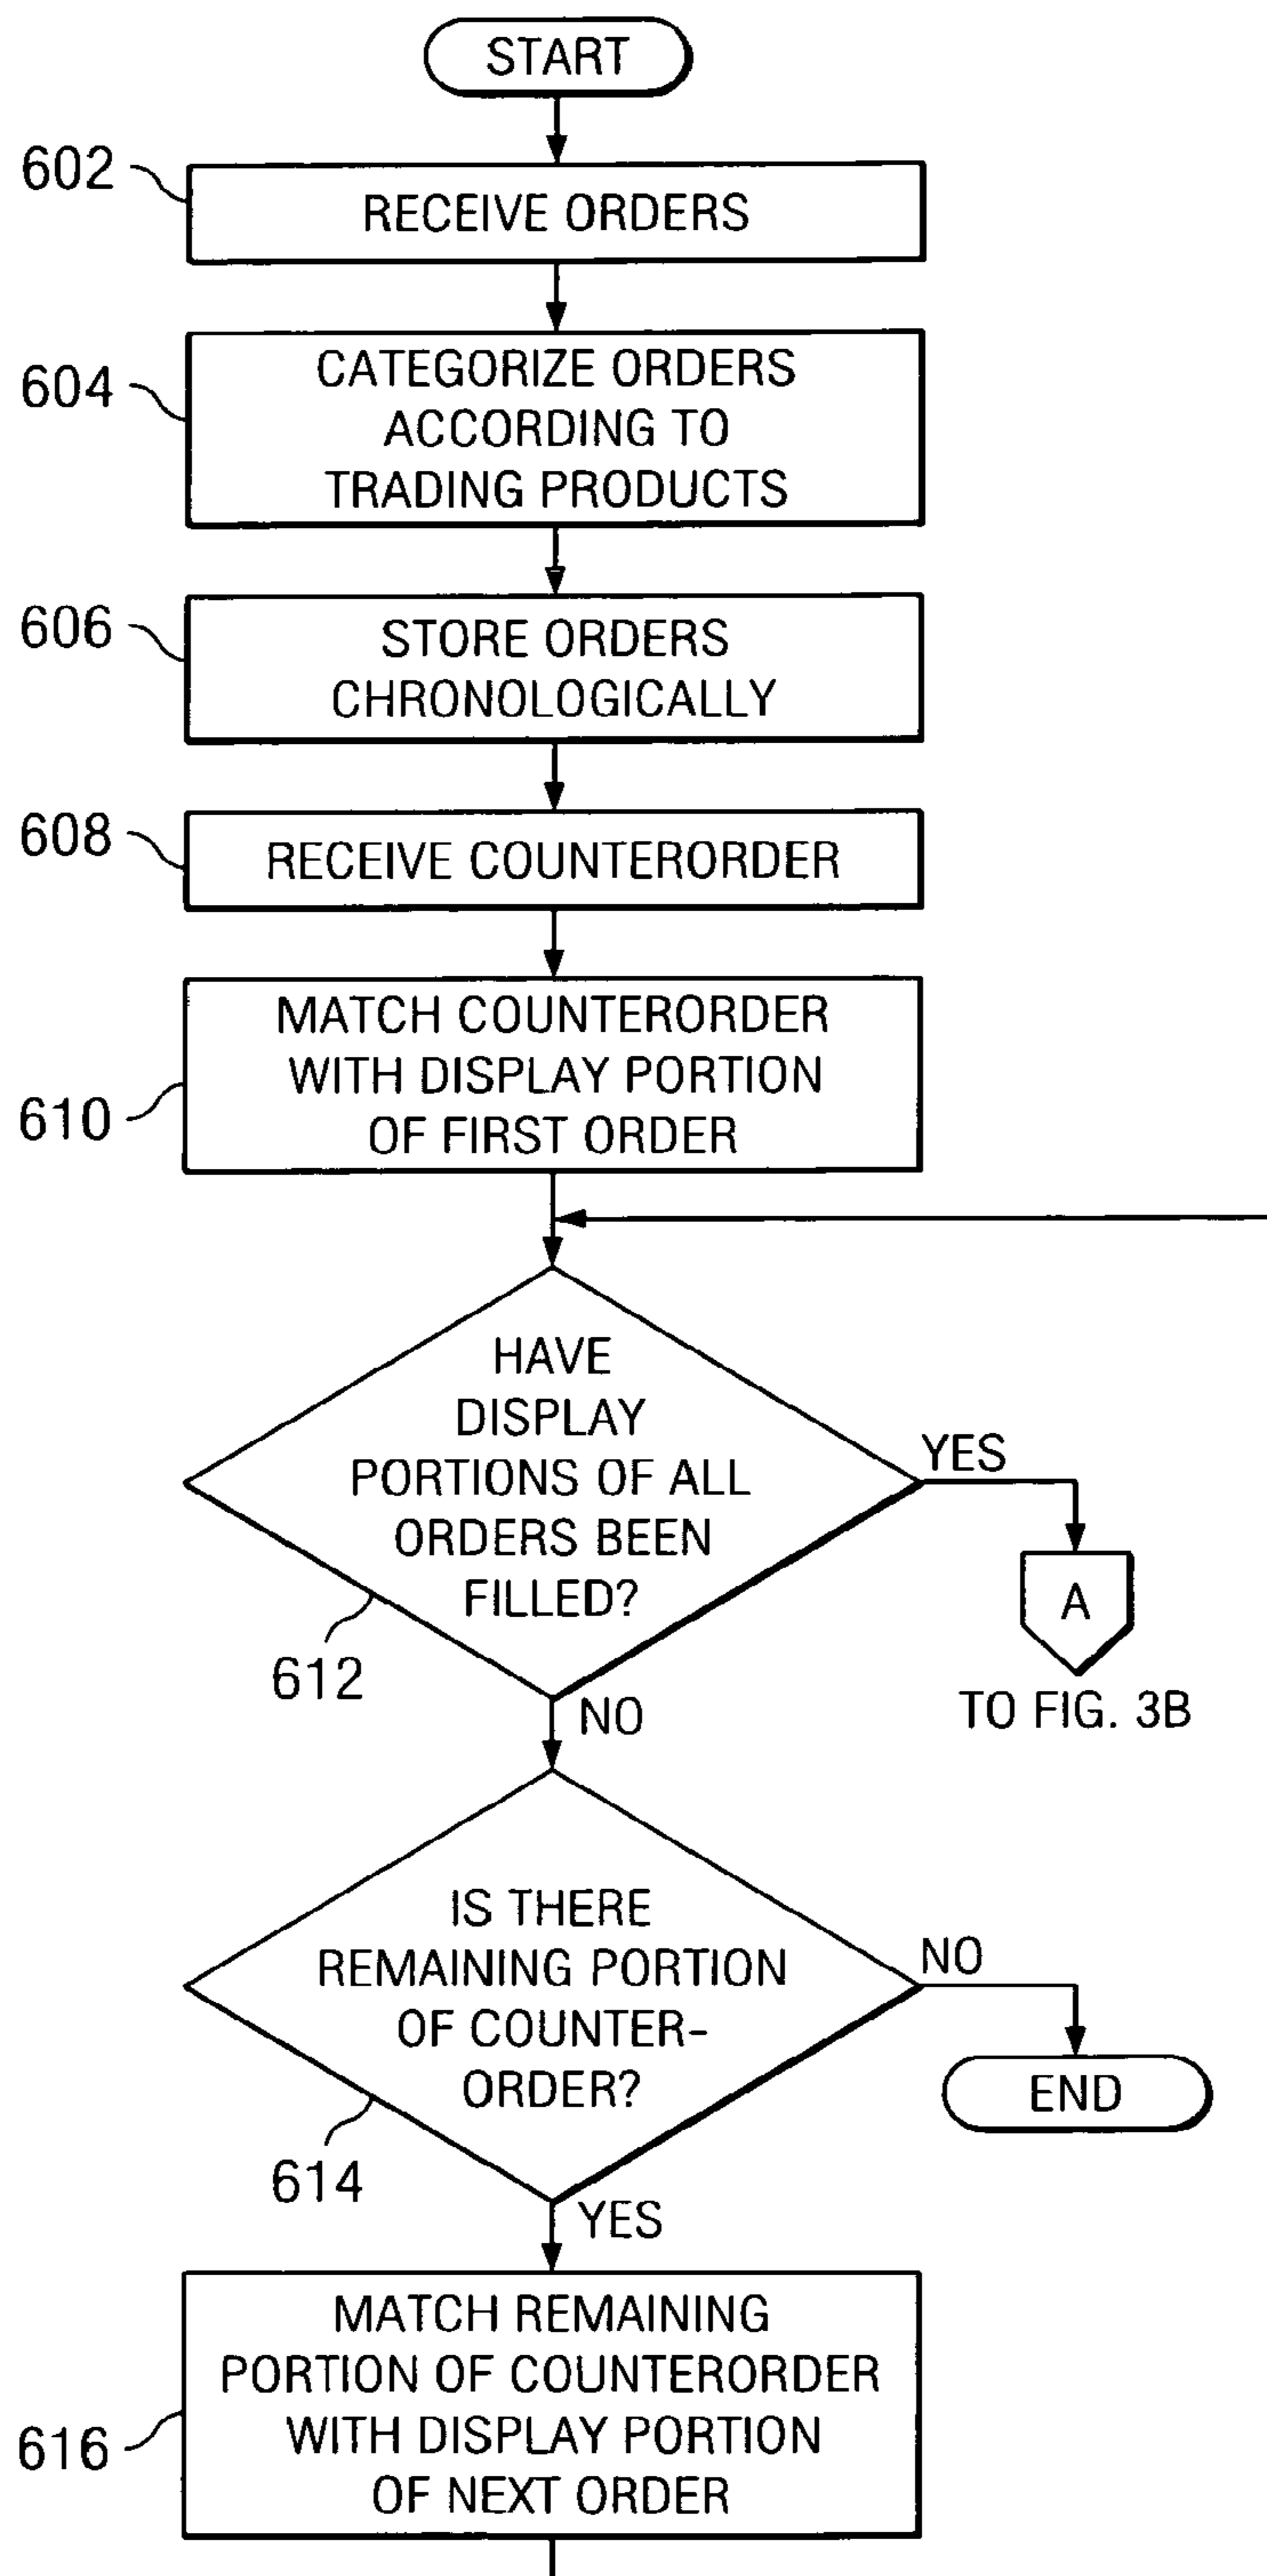 START
602
RECEIVE ORDERS
604
CATEGORIZE ORDERS
ACCORDING TO
TRADING PRODUCTS
606
STORE ORDERS
CHRONOLOGICALLY
608
RECEIVE COUNTERORDER
610
MATCH COUNTERORDER
WITH DISPLAY PORTION
OF FIRST ORDER
HAVE
DISPLAY
PORTIONS OF ALL
ORDERS BEEN
FILLED?
612
YES
A
TO FIG. 3B
NO
IS THERE
REMAINING PORTION
OF COUNTER-
ORDER?
614
NO
END
YES
616
MATCH REMAINING
PORTION OF COUNTERORDER
WITH DISPLAY PORTION
OF NEXT ORDER